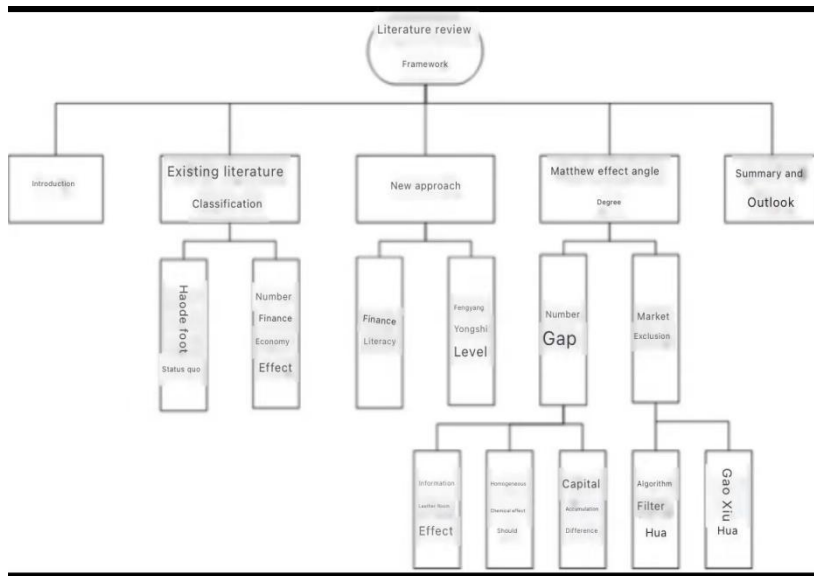 Literature review
Framework
Introduction
Existing literature
Classification
New approach
Matthew effect angle
Degree
Summary and
Outlook
Haode foot
Status quo
Number
Finance
Economy
Effect
Finance
Literacy
Fengyang
Yongshi
Level
Number
Gap
Market
Exclusion
Information
Effect
Homogeneous
Chemical effect
Should
Capital
Accumulation
Difference
Algorithm
Filter
Hua
Gao Xiu
Hua